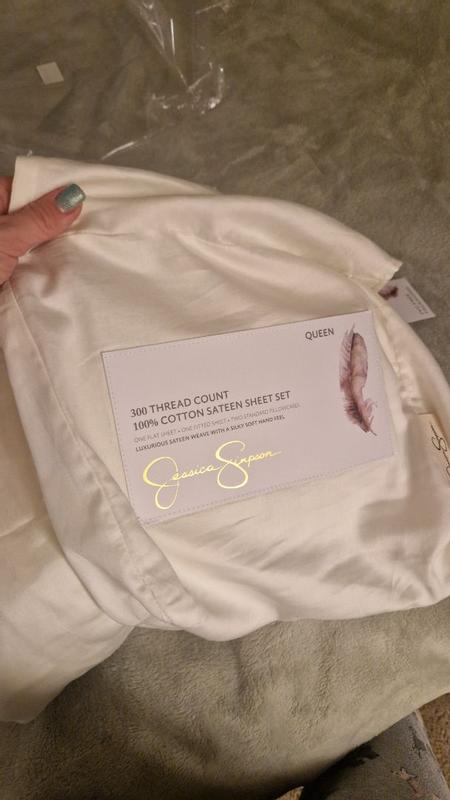 QUEEN
300 THREAD COUNT
100% COTTON SATEEN SHEET SET
ONE FLAT SHEET • ONE FITTED SHEET • TWO STANDARD PILLOWCASES
LUXURIOUS SATEEN WEAVE WITH A SILKY SOFT HAND FEEL
Jessica Simpson